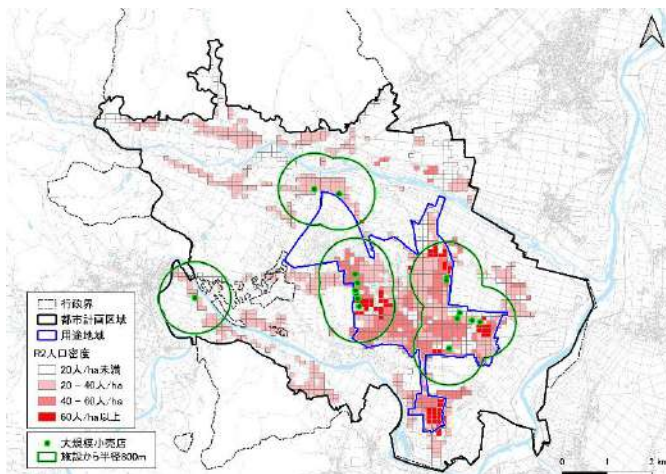 行政界
都市計画区域
用途地域
R2人口密度
20人/ha未満
20 - 40人/ha
40 - 60人/ha
60人/ha以上
大規模小売店
施設から半径800m
0 1 2 km